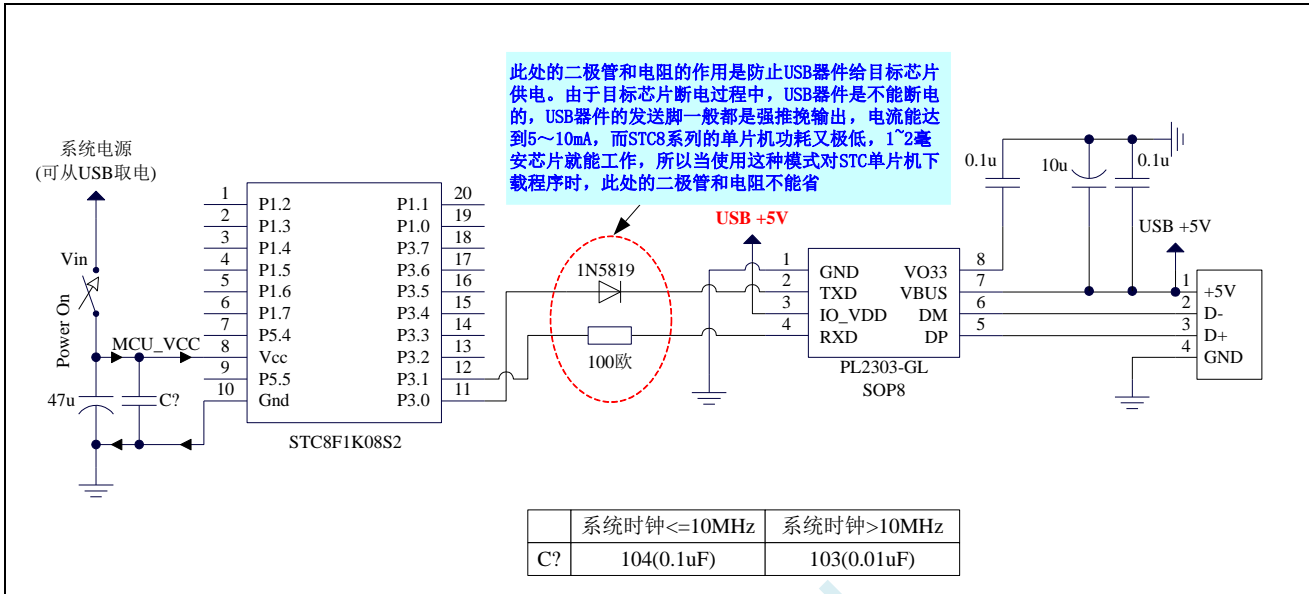 此处的二极管和电阻的作用是防止USB器件给目标芯片
供电。由于目标芯片断电过程中，USB器件是不能断电
的，USB器件的发送脚一般都是强推挽输出，电流能达
到5～10mA，而STC8系列的单片机功耗又极低，1~2毫
安芯片就能工作，所以当使用这种模式对STC单片机下
载程序时，此处的二极管和电阻不能省
系统电源
(可从USB取电)
Vin
Power On
MCU_VCC
47u
C?
1 P1.2
2 P1.3
3 P1.4
4 P1.5
5 P1.6
6 P1.7
7 P5.4
8 Vcc
9 P5.5
10 Gnd
P1.1 20
P1.0 19
P3.7 18
P3.6 17
P3.5 16
P3.4 15
P3.3 14
P3.2 13
P3.1 12
P3.0 11
STC8F1K08S2
1N5819
100欧
USB +5V
1 GND
2 TXD
3 IO_VDD
4 RXD
VO33 8
VBUS 7
DM 6
DP 5
PL2303-GL
SOP8
0.1u
10u
0.1u
USB +5V
1 +5V
2 D-
3 D+
4 GND
系统时钟<=10MHz 系统时钟>10MHz
C? 104(0.1uF) 103(0.01uF)